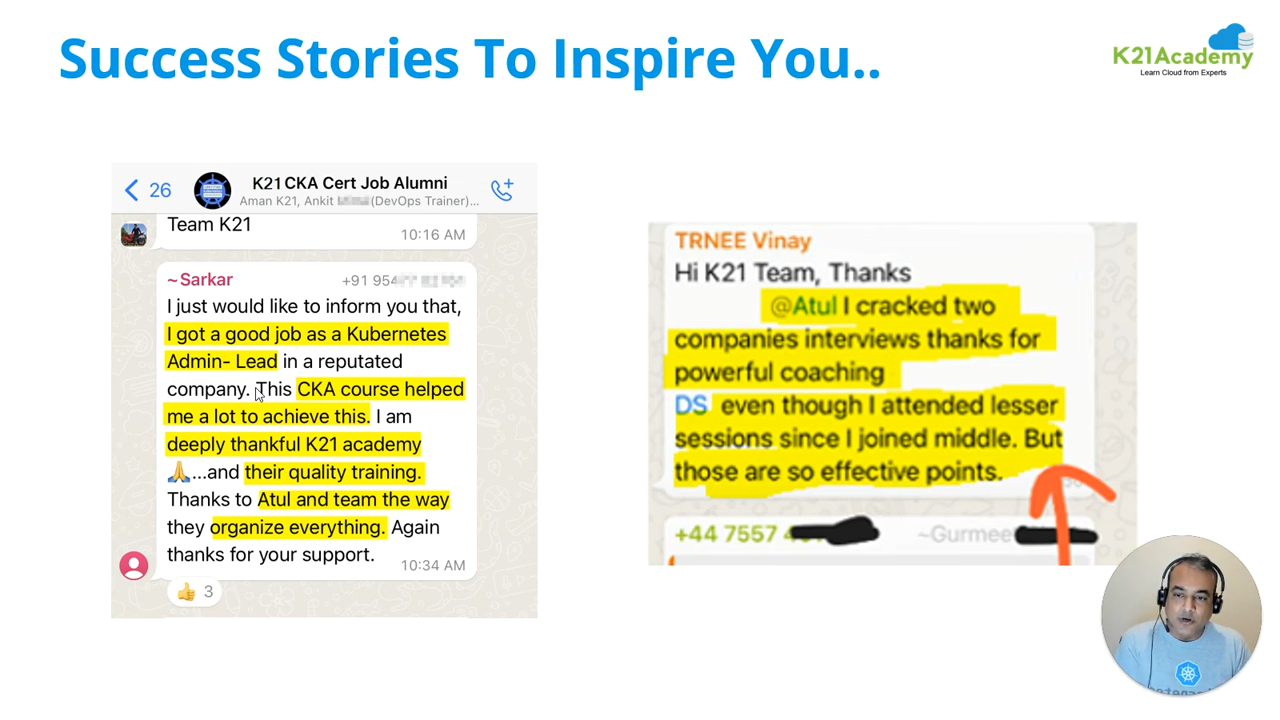 Success Stories To Inspire You..
K21Academy
Learn Cloud from Experts
26
K21 CKA Cert Job Alumni
Aman K21, Ankit (DevOps Trainer)...
Team K21
10:16 AM
~Sarkar
+91 954
I just would like to inform you that,
I got a good job as a Kubernetes
Admin- Lead in a reputated
company. This CKA course helped
me a lot to achieve this. I am
deeply thankful K21 academy
🙏...and their quality training.
Thanks to Atul and team the way
they organize everything. Again
thanks for your support.
10:34 AM
👍 3
TRNEE Vinay
Hi K21 Team, Thanks
@Atul I cracked two
companies interviews thanks for
powerful coaching
DS even though I attended lesser
sessions since I joined middle. But
those are so effective points.
+44 7557
~Gurmee